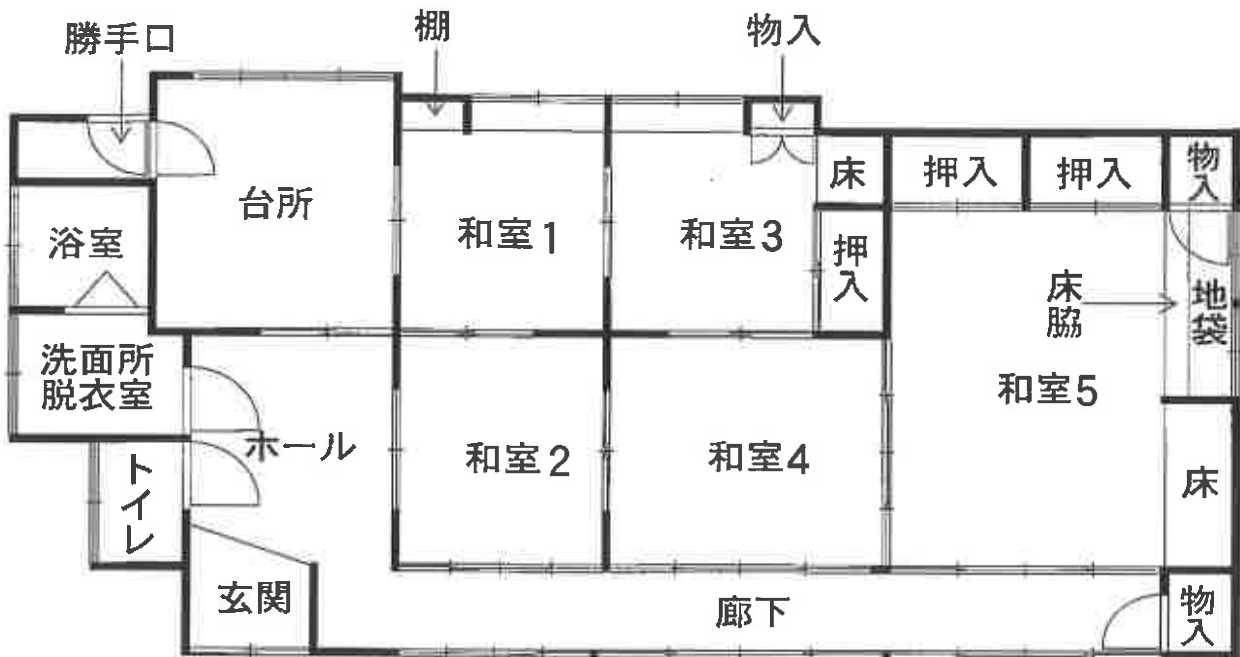 勝手口
棚
物入
台所
和室1
和室3
床
押入
押入
物入
浴室
押入
床脇
地袋
洗面所
脱衣室
和室5
ホール
和室2
和室4
トイレ
床
玄関
廊下
物入